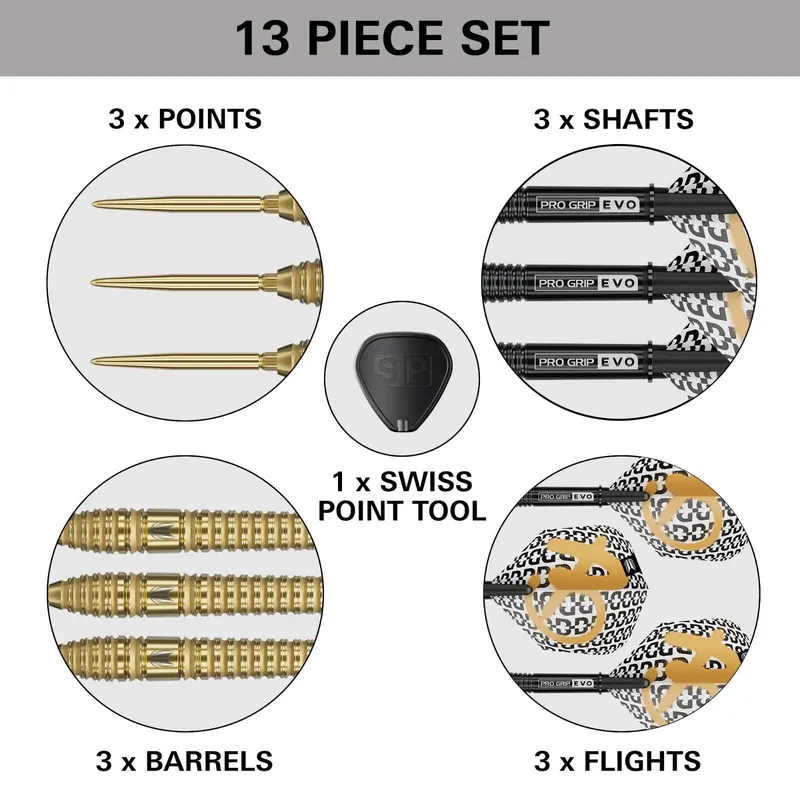 13 PIECE SET
3 x POINTS
3 x SHAFTS
PRO GRIP EVO
PRO GRIP EVO
PRO GRIP EVO
SP
1 x SWISS
POINT TOOL
PRO GRIP EVO
PRO GRIP EVO
3 x BARRELS
3 x FLIGHTS